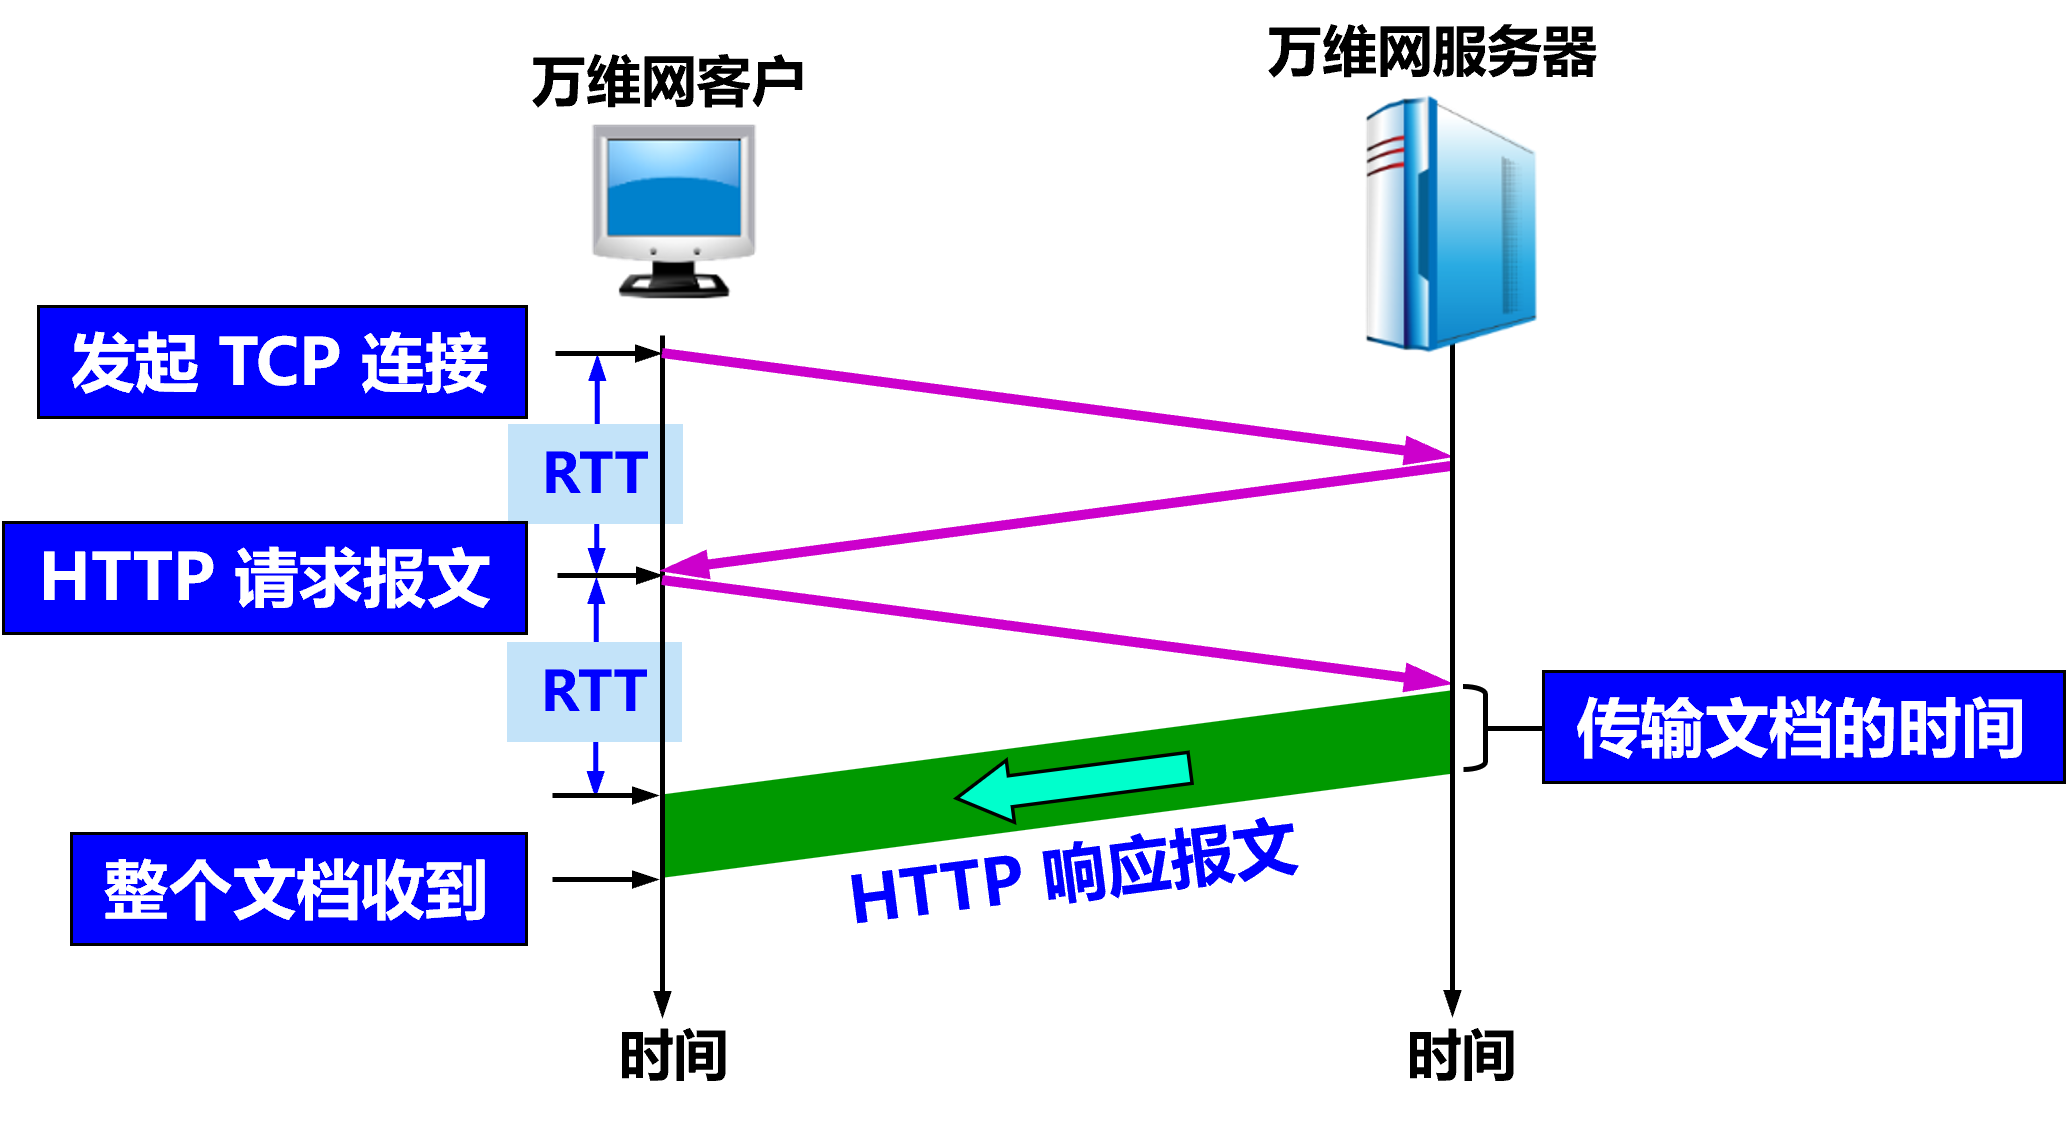 万维网客户
万维网服务器
发起 TCP 连接
RTT
HTTP 请求报文
RTT
传输文档的时间
HTTP 响应报文
整个文档收到
时间
时间